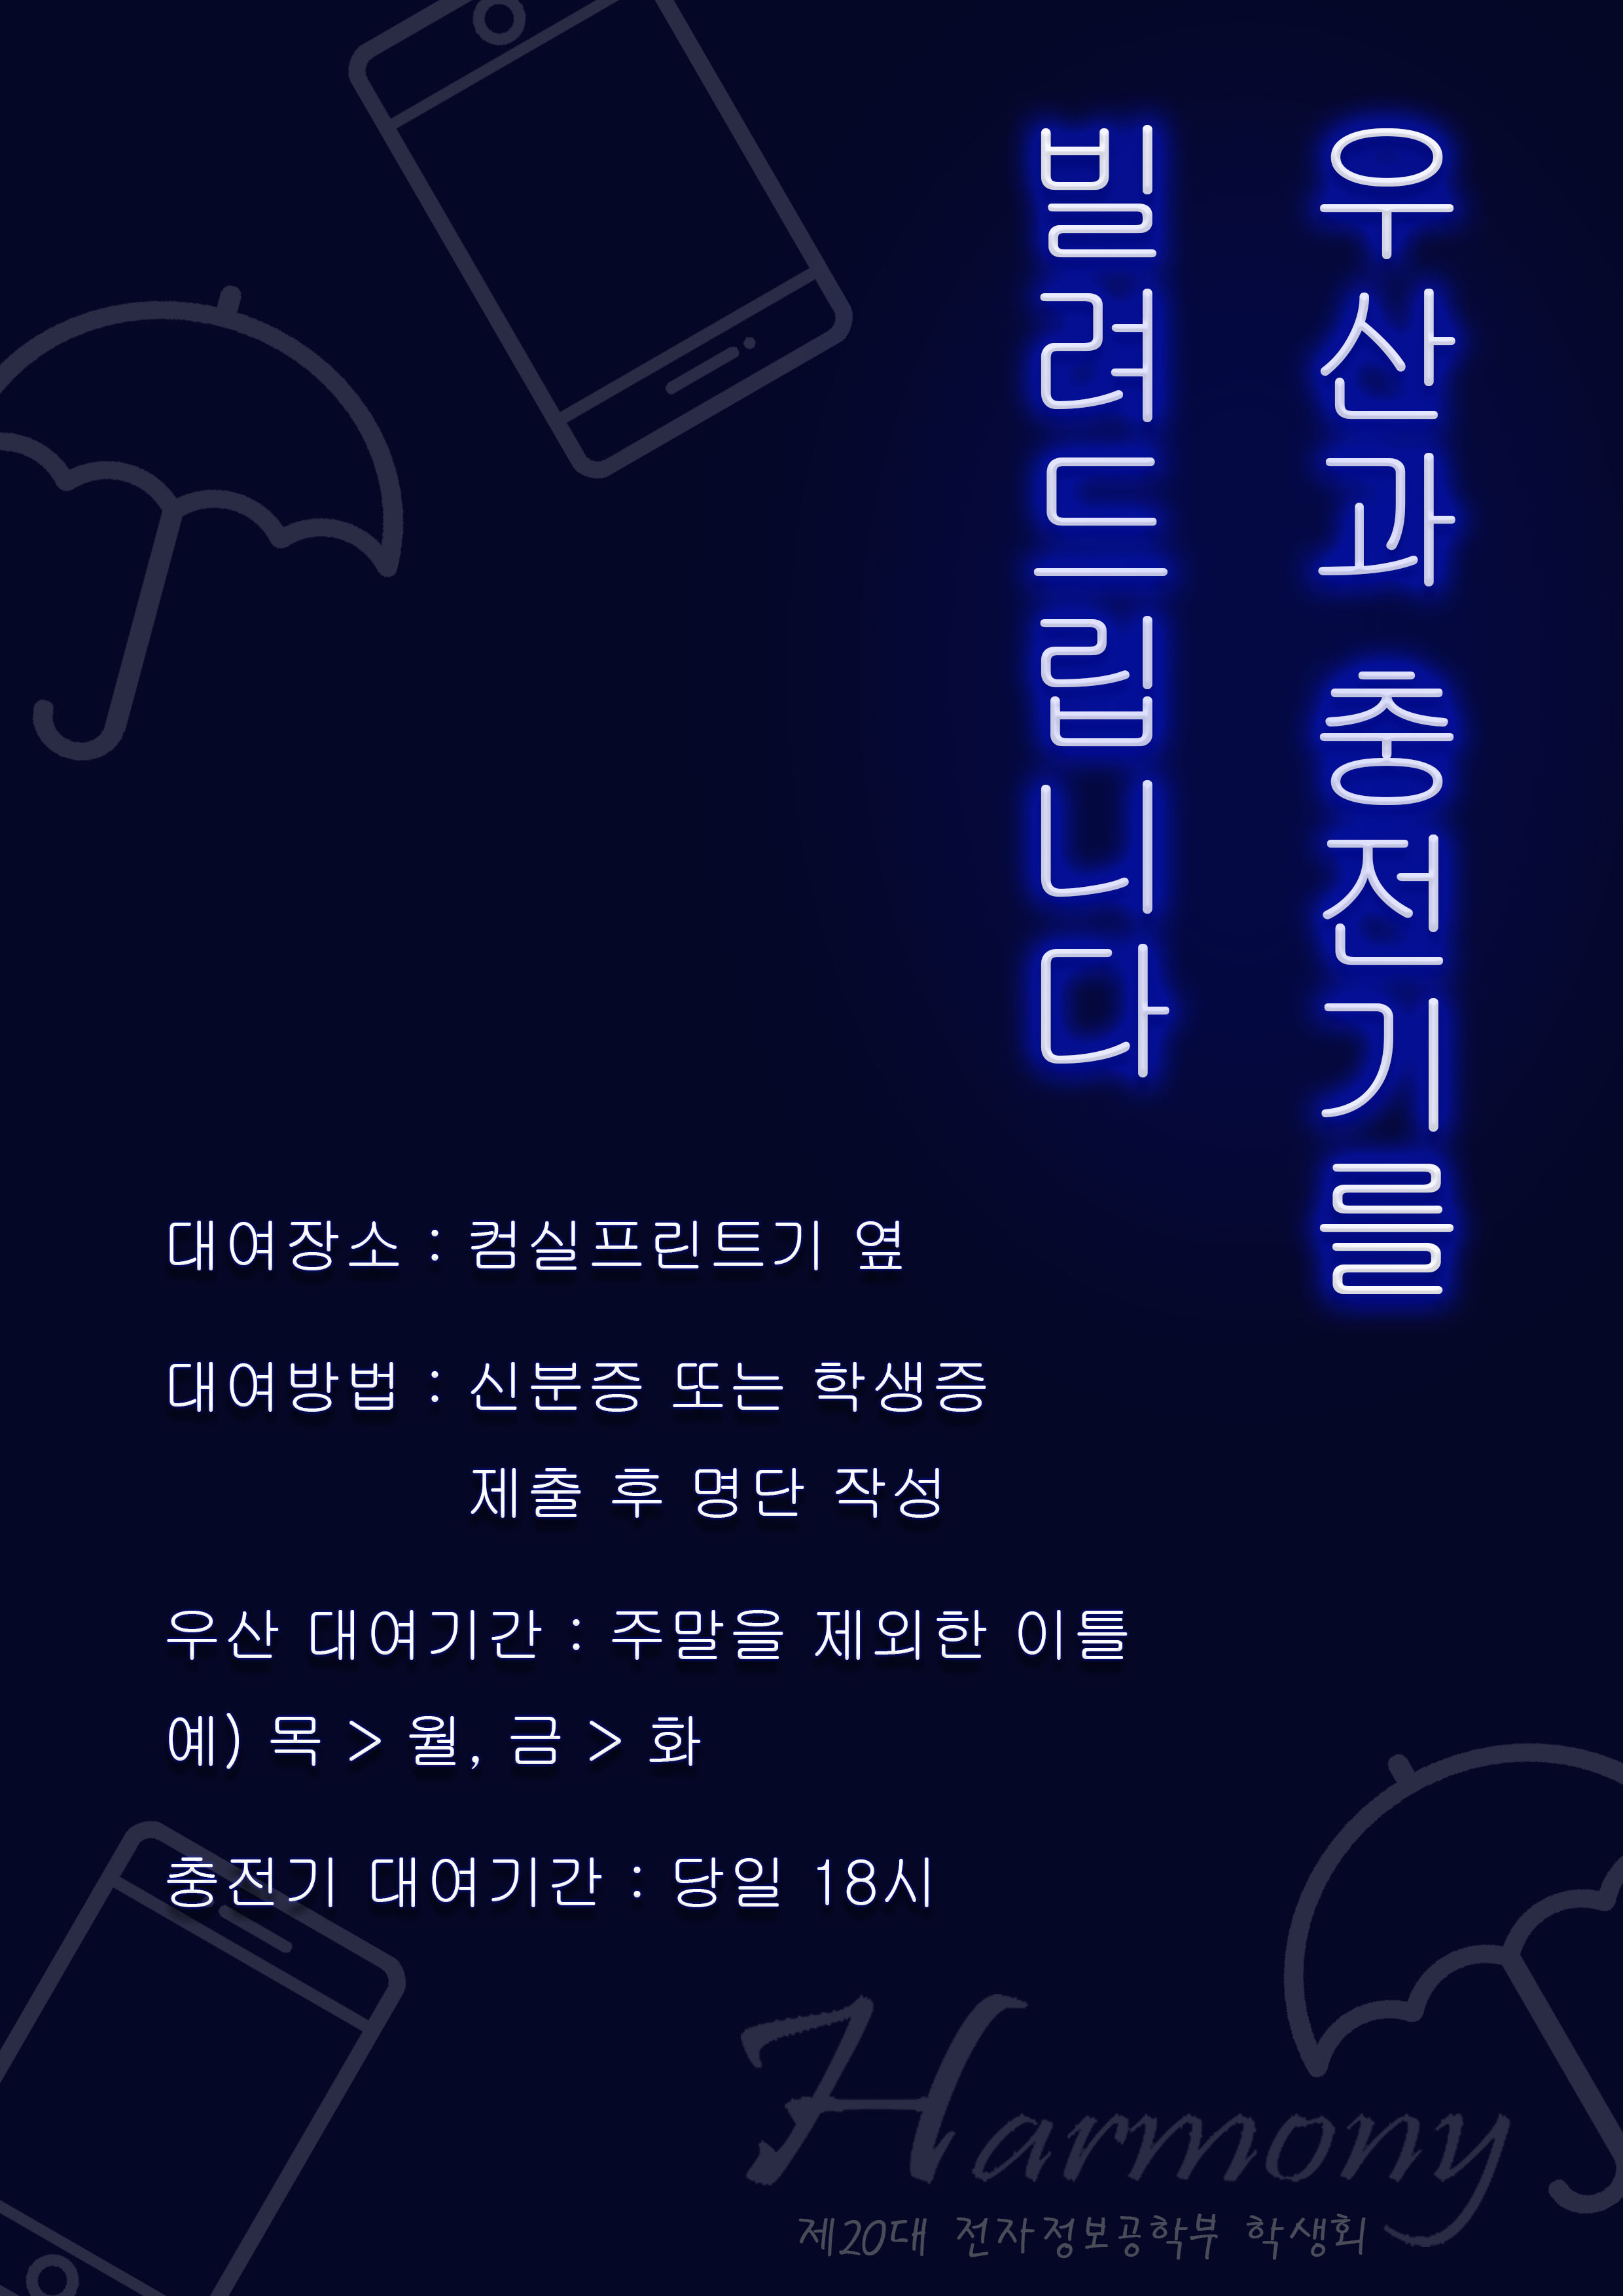 우산과 충전기를
빌려드립니다
대여장소 : 컴실프린트기 옆
대여방법 : 신분증 또는 학생증
제출 후 명단 작성
우산 대여기간 : 주말을 제외한 이틀
예) 목 > 월, 금 > 화
충전기 대여기간 : 당일 18시
Harmony
제20대 전자정보공학부 학생회